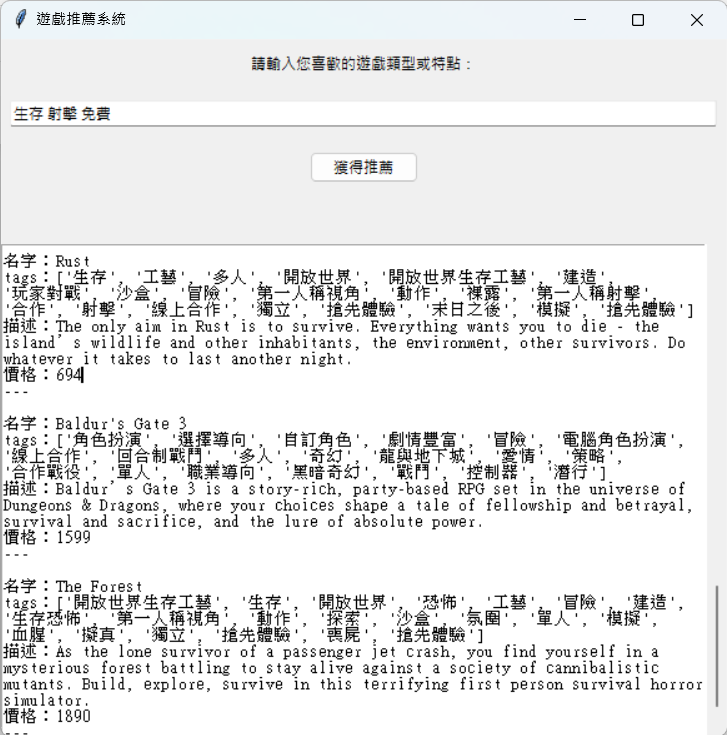 遊戲推薦系統
請輸入您喜歡的遊戲類型或特點：
生存 射擊 免費
獲得推薦
名字：Rust
tags：['生存', '工藝', '多人', '開放世界', '開放世界生存工藝', '建造',
'玩家對戰', '沙盒', '冒險', '第一人稱視角', '動作', '裸露', '第一人稱射擊'
'合作', '射擊', '線上合作', '獨立', '搶先體驗', '末日之後', '模擬', '搶先體驗']
描述：The only aim in Rust is to survive. Everything wants you to die - the
island’s wildlife and other inhabitants, the environment, other survivors. Do
whatever it takes to last another night.
價格：694
---
名字：Baldur's Gate 3
tags：['角色扮演', '選擇導向', '自訂角色', '劇情豐富', '冒險', '電腦角色扮演',
'線上合作', '回合制戰鬥', '多人', '奇幻', '龍與地下城', '愛情', '策略',
'合作戰役', '單人', '職業導向', '黑暗奇幻', '戰鬥', '控制器', '潛行']
描述：Baldur’s Gate 3 is a story-rich, party-based RPG set in the universe of
Dungeons & Dragons, where your choices shape a tale of fellowship and betrayal,
survival and sacrifice, and the lure of absolute power.
價格：1599
---
名字：The Forest
tags：['開放世界生存工藝', '生存', '開放世界', '恐怖', '工藝', '冒險', '建造',
'生存恐怖', '第一人稱視角', '動作', '探索', '沙盒', '氛圍', '單人', '模擬',
'血腥', '擬真', '獨立', '搶先體驗', '喪屍', '搶先體驗']
描述：As the lone survivor of a passenger jet crash, you find yourself in a
mysterious forest battling to stay alive against a society of cannibalistic
mutants. Build, explore, survive in this terrifying first person survival horror
simulator.
價格：1890
---